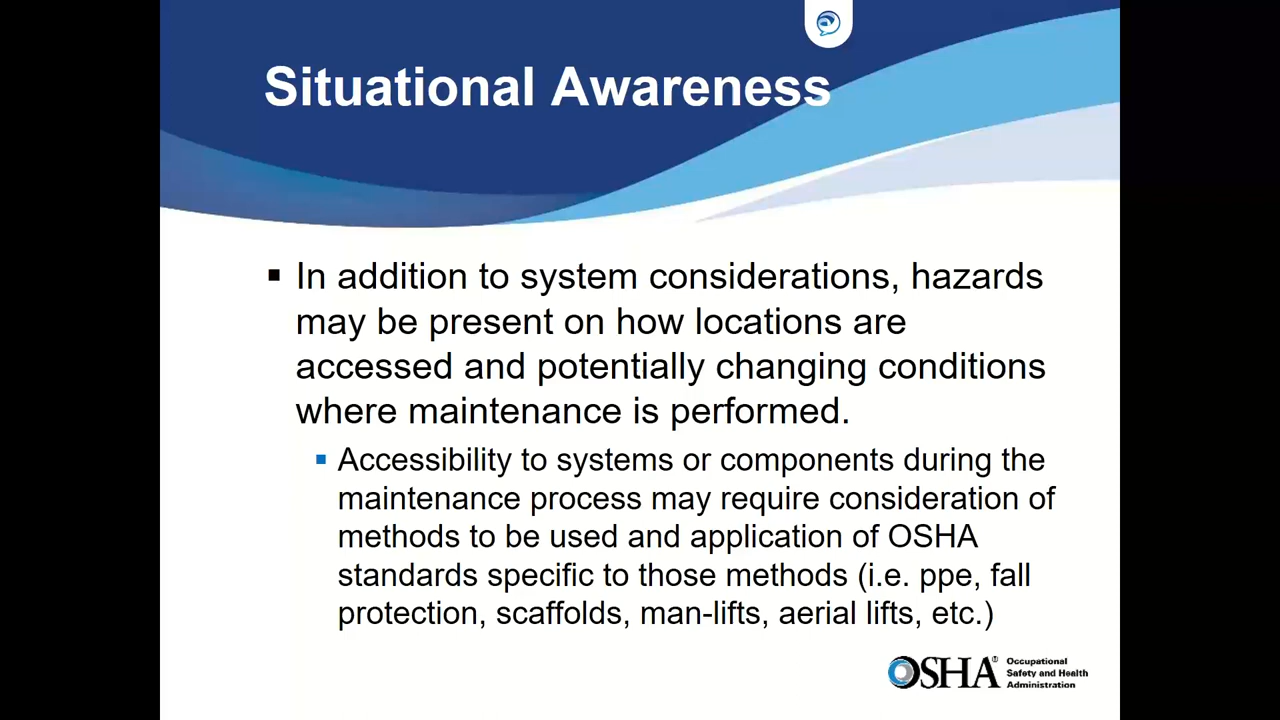 Situational Awareness
▪ In addition to system considerations, hazards
may be present on how locations are
accessed and potentially changing conditions
where maintenance is performed.
▪ Accessibility to systems or components during the
maintenance process may require consideration of
methods to be used and application of OSHA
standards specific to those methods (i.e. ppe, fall
protection, scaffolds, man-lifts, aerial lifts, etc.)
OSHA®
Occupational
Safety and Health
Administration